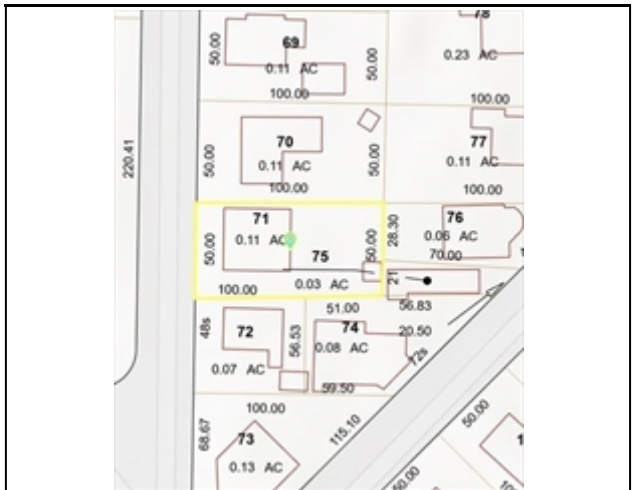 78
69
50.00
50.00
0.11 AC
0.23 AC
100.00
100.00
220.41
70
77
50.00
0.11 AC
50.00
0.11 AC
100.00
100.00
71
76
50.00
0.11 AC
50.00
28.30
0.06 AC
75
70.00
0.03 AC
21
100.00
51.00
56.83
48s
72
56.53
74
20.50
0.08 AC
72s
0.07 AC
59.50
100.00
68.67
73
115.10
50.00
0.13 AC
50.00